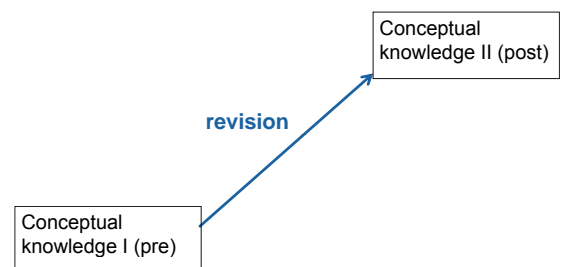 Conceptual
knowledge II (post)
revision
Conceptual
knowledge I (pre)